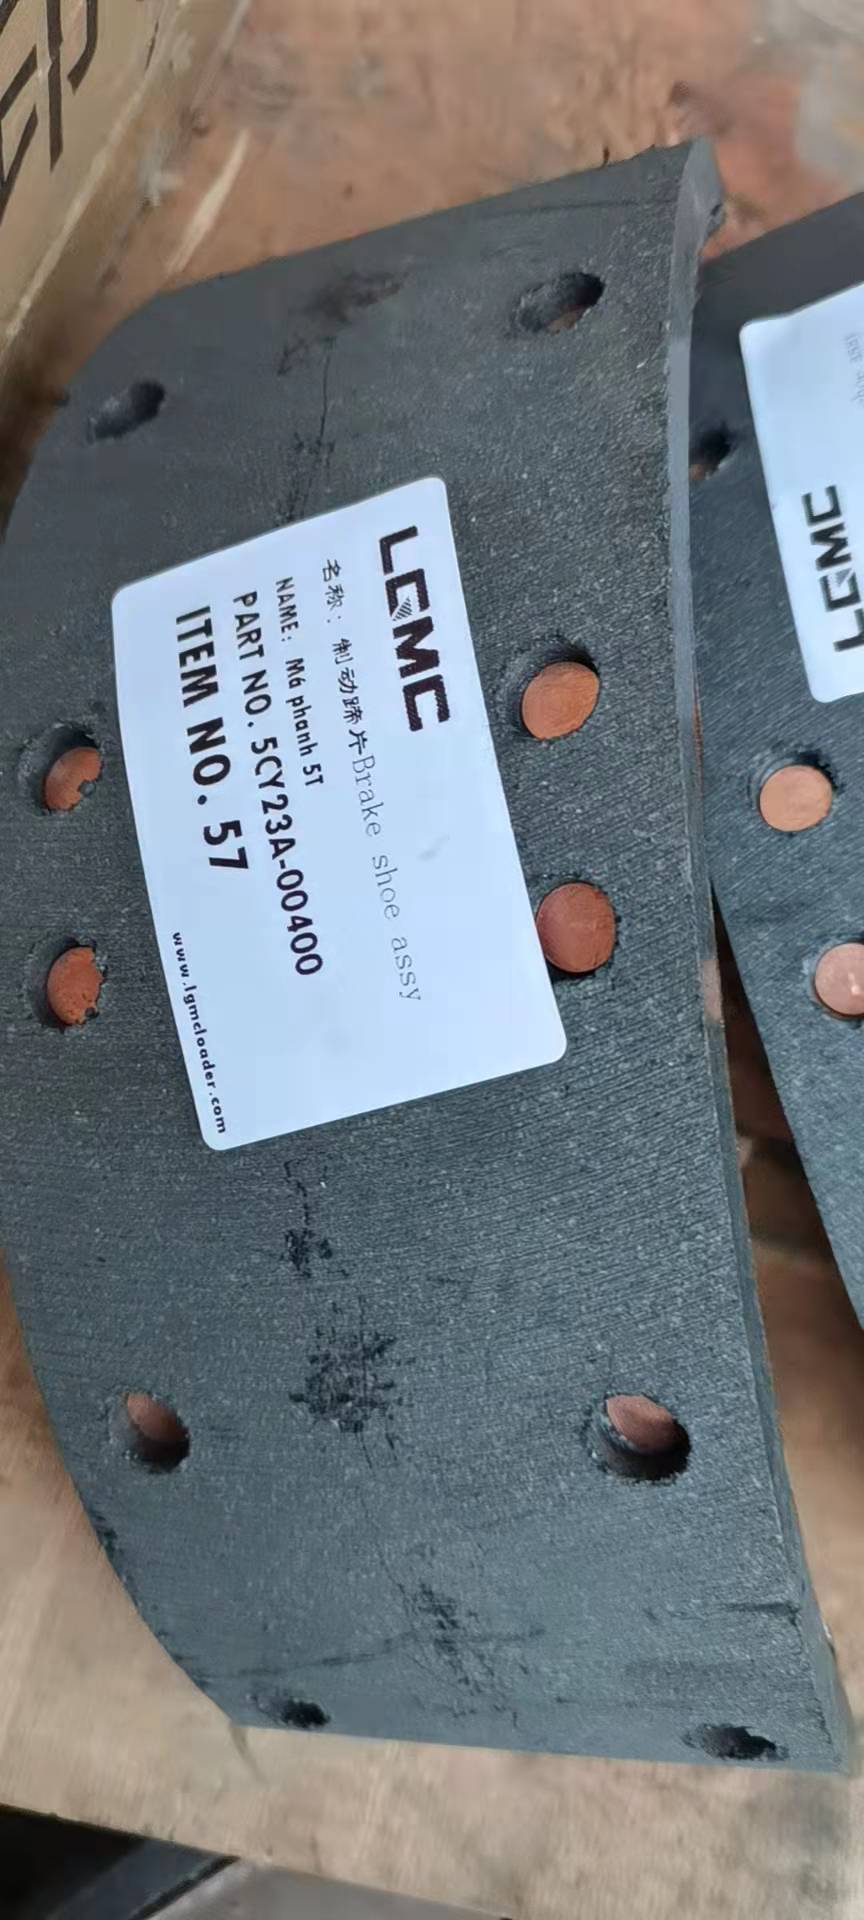 LGMC
名称: 制动蹄片Brake shoe assy
NAME: Má phanh 5T
PART NO. 5CY23A-00400
ITEM NO. 57
www.lgmcloader.com
LGMC